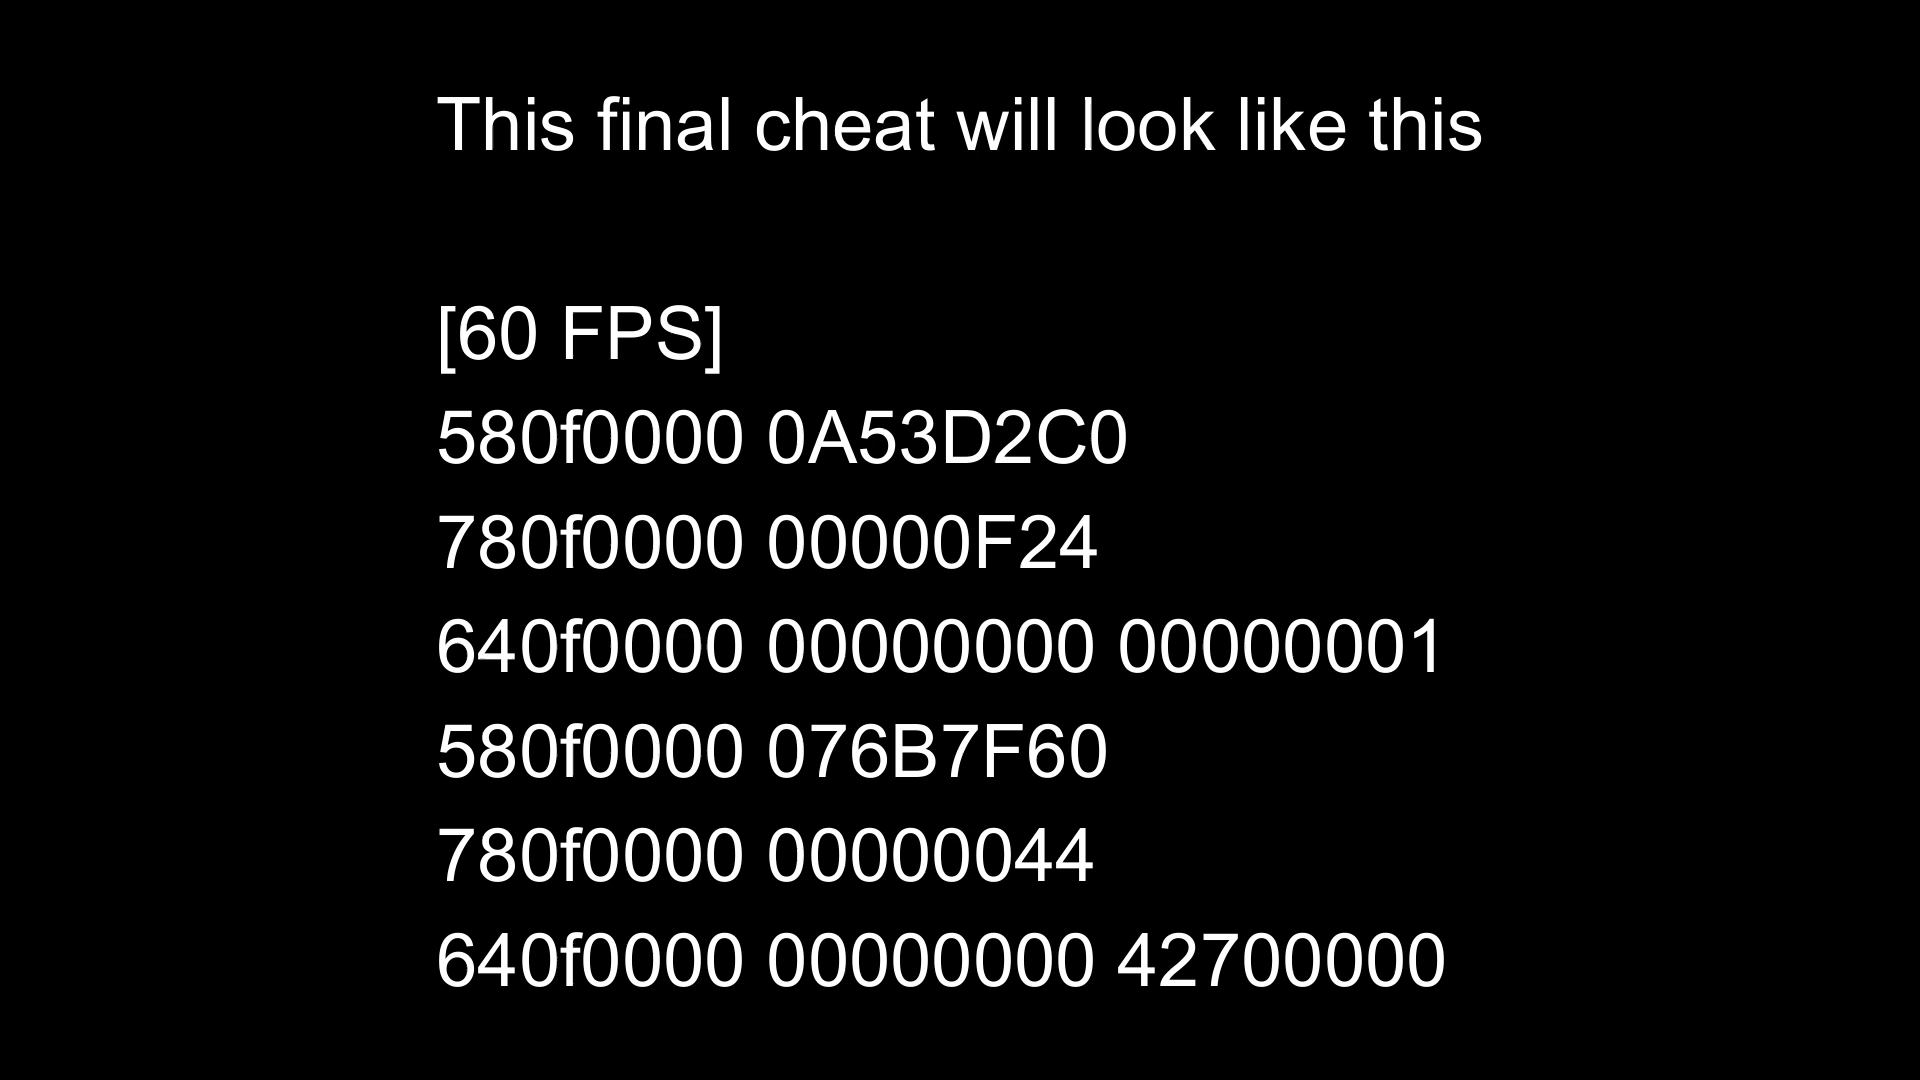 This final cheat will look like this
[60 FPS]
580f0000 0A53D2C0
780f0000 00000F24
640f0000 00000000 00000001
580f0000 076B7F60
780f0000 00000044
640f0000 00000000 42700000